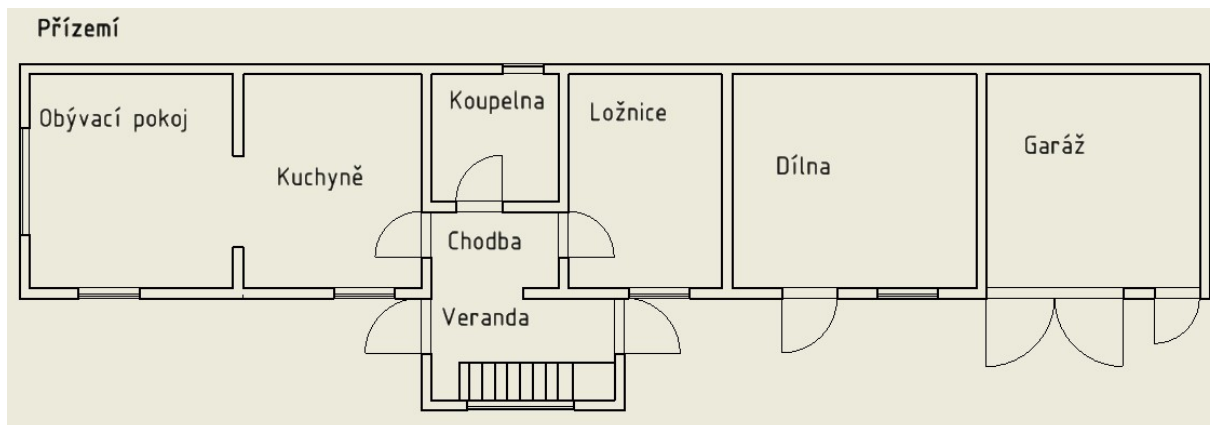 Přízemí
Obývací pokoj
Kuchyně
Koupelna
Ložnice
Dílna
Garáž
Chodba
Veranda